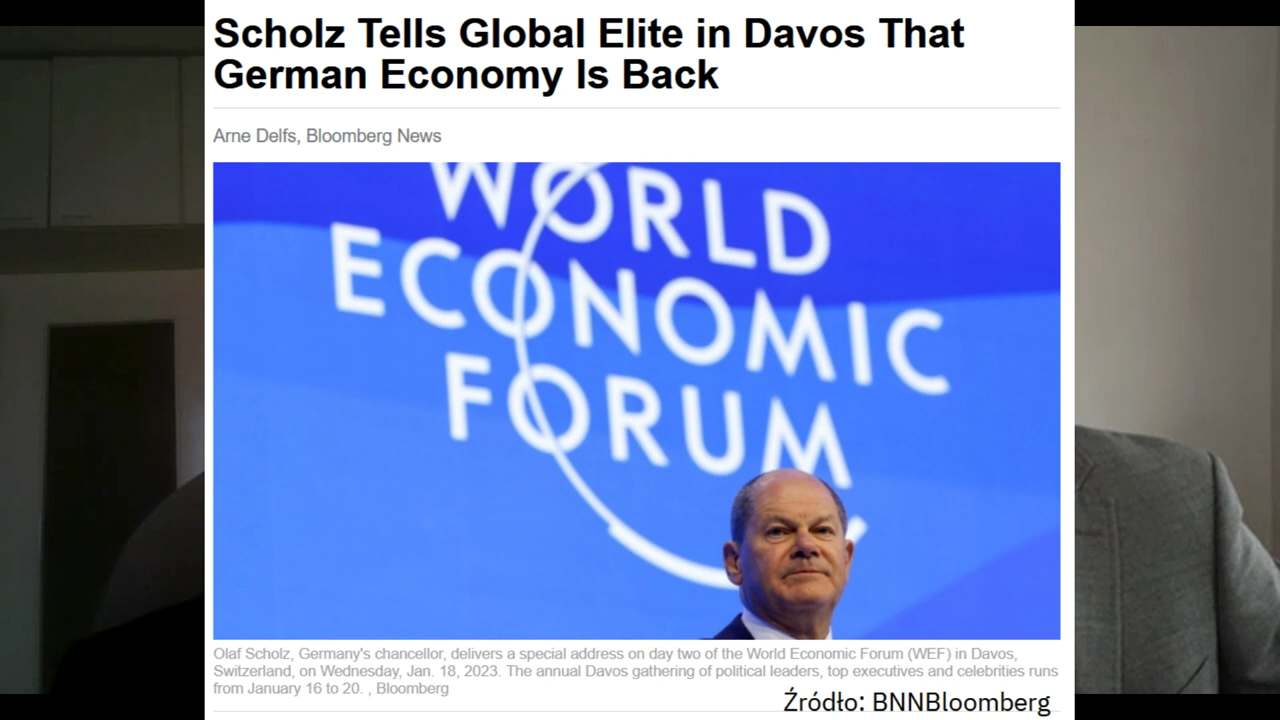 Scholz Tells Global Elite in Davos That
German Economy Is Back
Arne Delfs, Bloomberg News
WORLD
ECONOMIC
FORUM
Olaf Scholz, Germany's chancellor, delivers a special address on day two of the World Economic Forum (WEF) in Davos,
Switzerland, on Wednesday, Jan. 18, 2023. The annual Davos gathering of political leaders, top executives and celebrities runs
from January 16 to 20. , Bloomberg
Źródło: BNNBloomberg